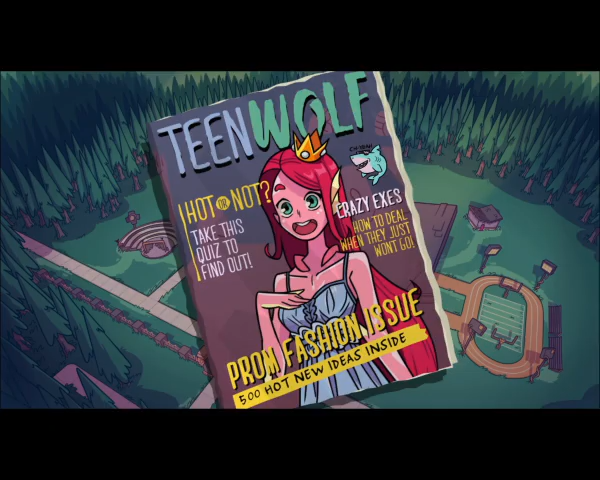 TEENWOLF
HOT OR NOT?
TAKE THIS
QUIZ TO
FIND OUT!
CRAZY EXES
HOW TO DEAL
WHEN THEY JUST
WONT GO!
PROM FASHION ISSUE
500 HOT NEW IDEAS INSIDE